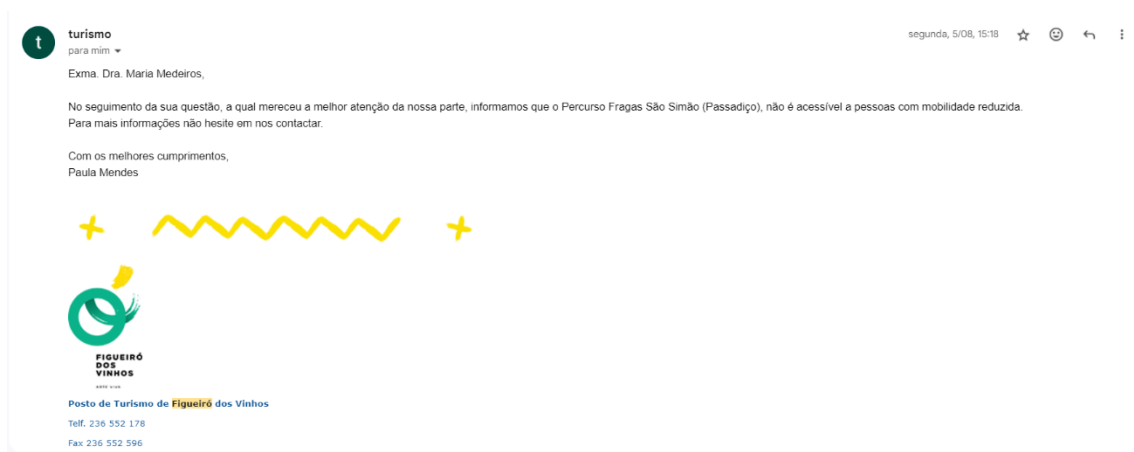 t
turismo
segunda, 5/08, 15:18
para mim
Exma. Dra. Maria Medeiros,
No seguimento da sua questão, a qual mereceu a melhor atenção da nossa parte, informamos que o Percurso Fragas São Simão (Passadiço), não é acessível a pessoas com mobilidade reduzida.
Para mais informações não hesite em nos contactar.
Com os melhores cumprimentos,
Paula Mendes
FIGUEIRÓ
DOS
VINHOS
ARTE VIVA
Posto de Turismo de Figueiró dos Vinhos
Telf. 236 552 178
Fax 236 552 596